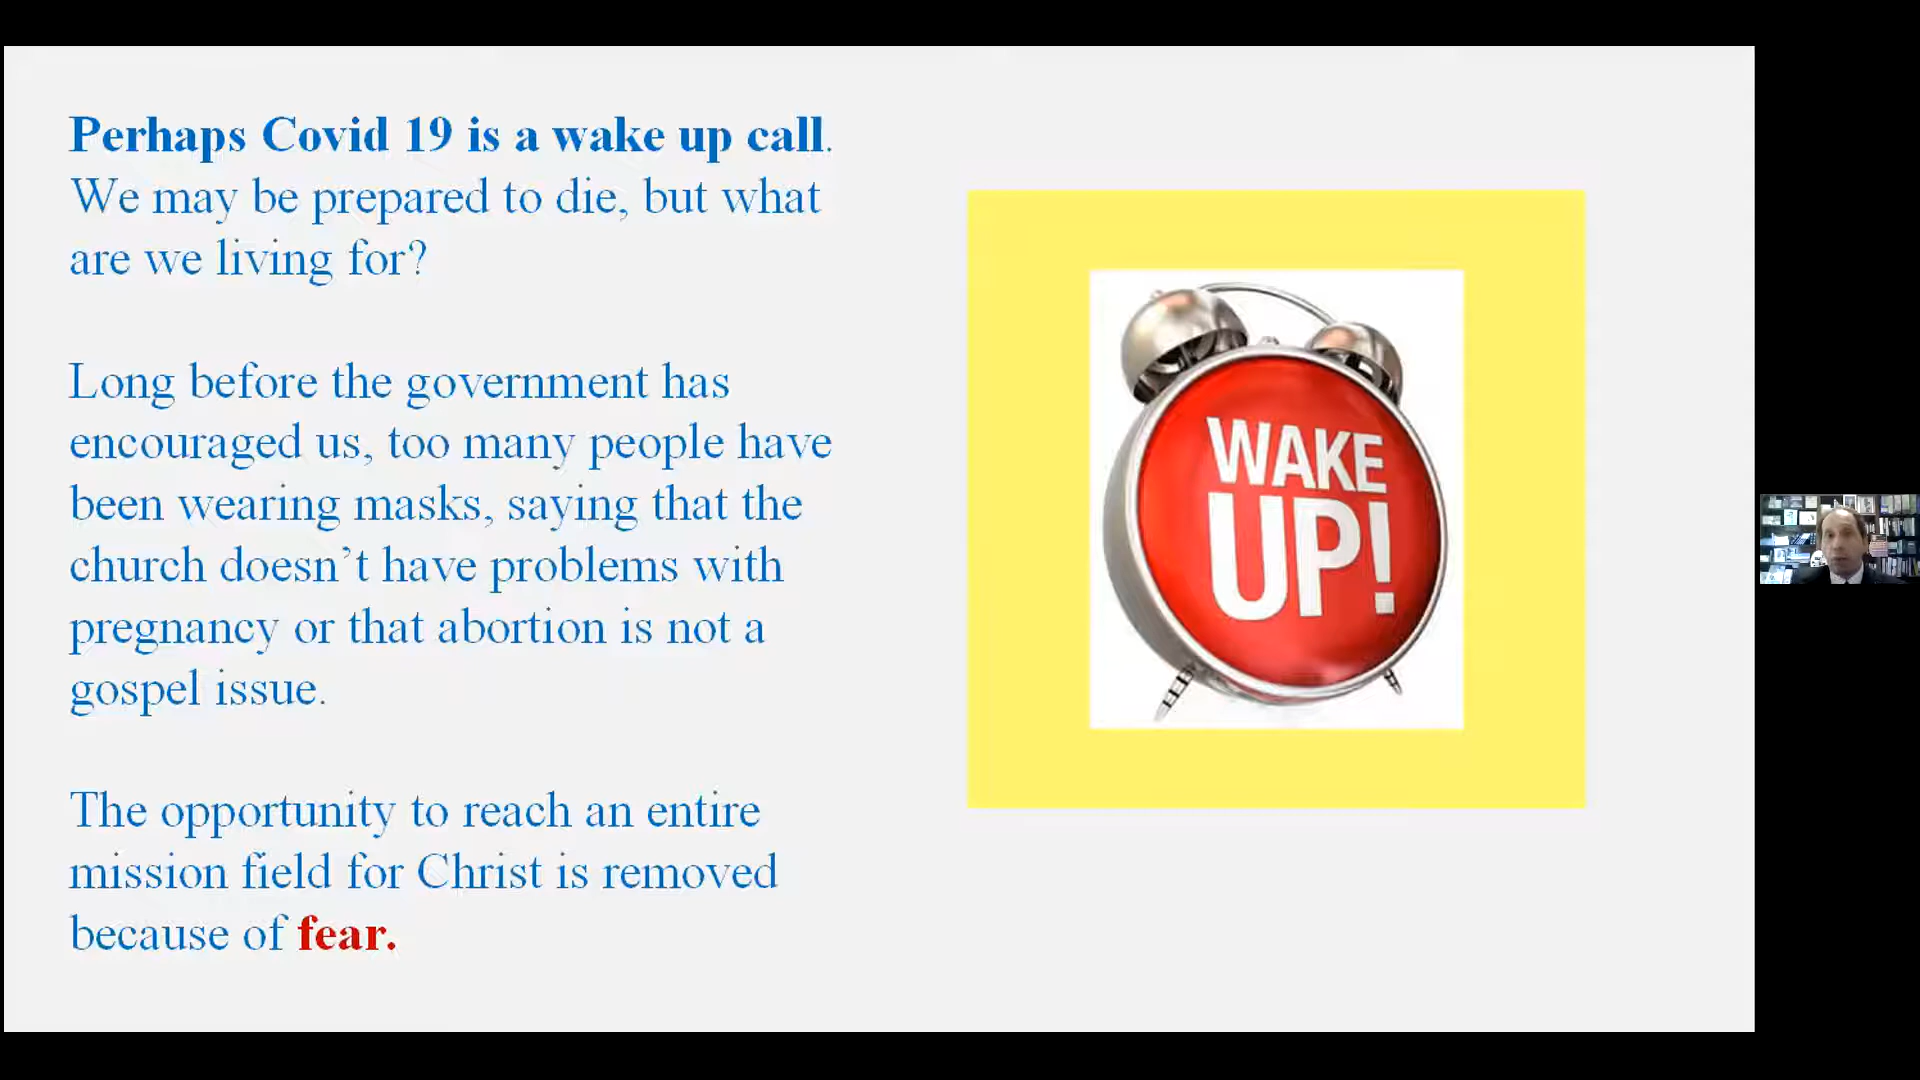 Perhaps Covid 19 is a wake up call.
We may be prepared to die, but what
are we living for?
Long before the government has
encouraged us, too many people have
been wearing masks, saying that the
church doesn’t have problems with
pregnancy or that abortion is not a
gospel issue.
The opportunity to reach an entire
mission field for Christ is removed
because of fear.
WAKE
UP!